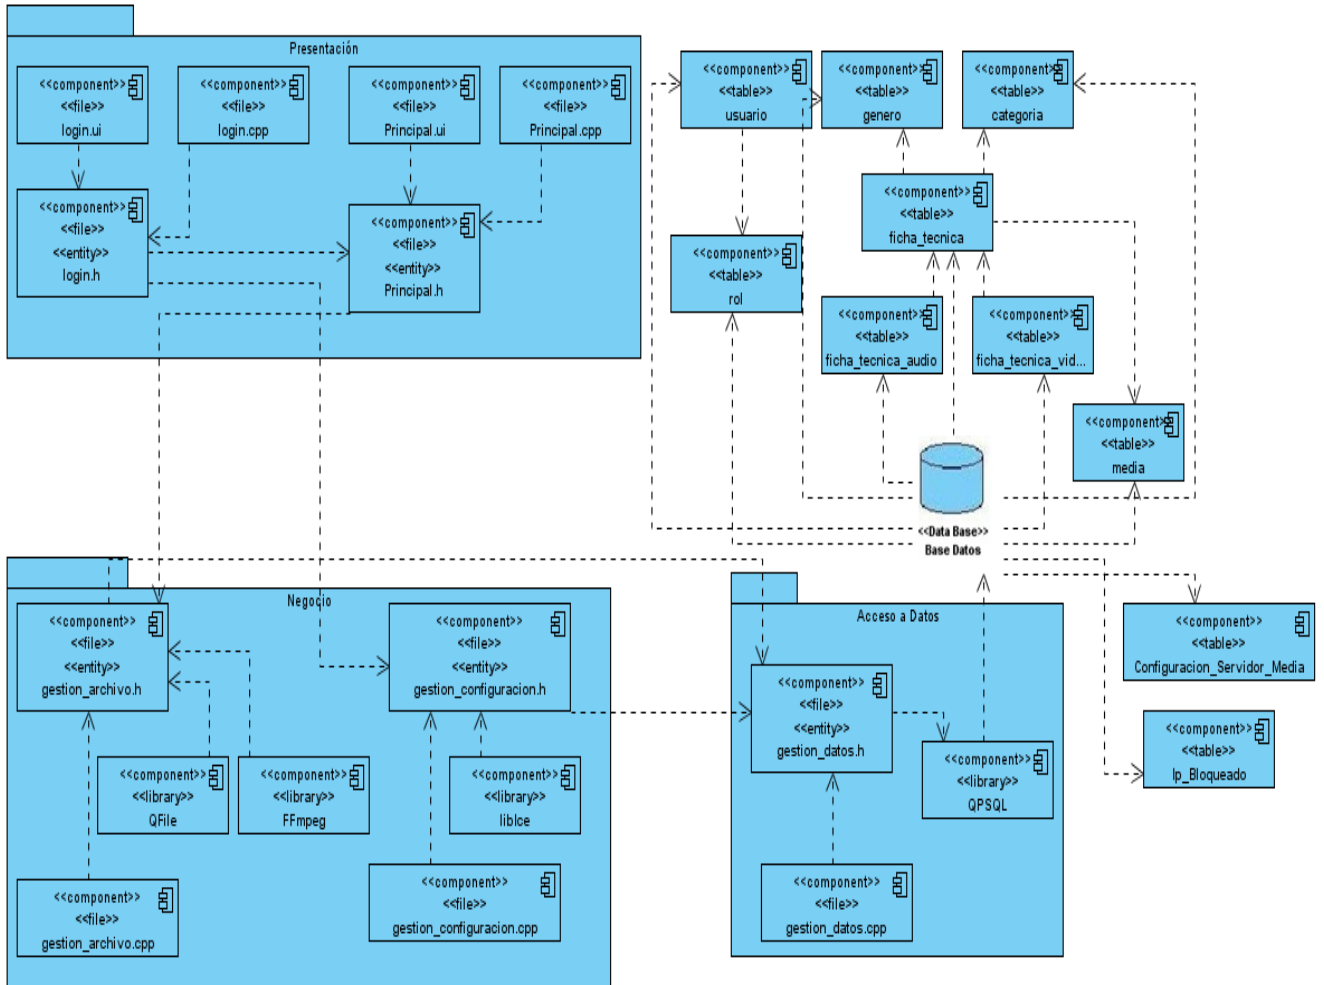 Presentación
<<component>>
<<file>>
login.ui
<<component>>
<<file>>
login.cpp
<<component>>
<<file>>
Principal.ui
<<component>>
<<file>>
Principal.cpp
<<component>>
<<file>>
<<entity>>
login.h
<<component>>
<<file>>
<<entity>>
Principal.h
<<component>>
<<table>>
usuario
<<component>>
<<table>>
genero
<<component>>
<<table>>
categoria
<<component>>
<<table>>
ficha_tecnica
<<component>>
<<table>>
rol
<<component>>
<<table>>
ficha_tecnica_audio
<<component>>
<<table>>
ficha_tecnica_vid...
<<component>>
<<table>>
media
<<Data Base>>
Base Datos
Negocio
<<component>>
<<file>>
<<entity>>
gestion_archivo.h
<<component>>
<<file>>
<<entity>>
gestion_configuracion.h
<<component>>
<<library>>
QFile
<<component>>
<<library>>
FFmpeg
<<component>>
<<library>>
libIce
<<component>>
<<file>>
gestion_archivo.cpp
<<component>>
<<file>>
gestion_configuracion.cpp
Acceso a Datos
<<component>>
<<file>>
<<entity>>
gestion_datos.h
<<component>>
<<library>>
QPSQL
<<component>>
<<file>>
gestion_datos.cpp
<<component>>
<<table>>
Configuracion_Servidor_Media
<<component>>
<<table>>
Ip_Bloqueado